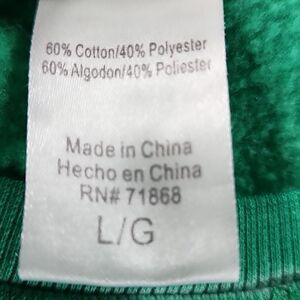 60% Cotton/40% Polyester
60% Algodon/40% Poliester
Made in China
Hecho en China
RN# 71868
L/G